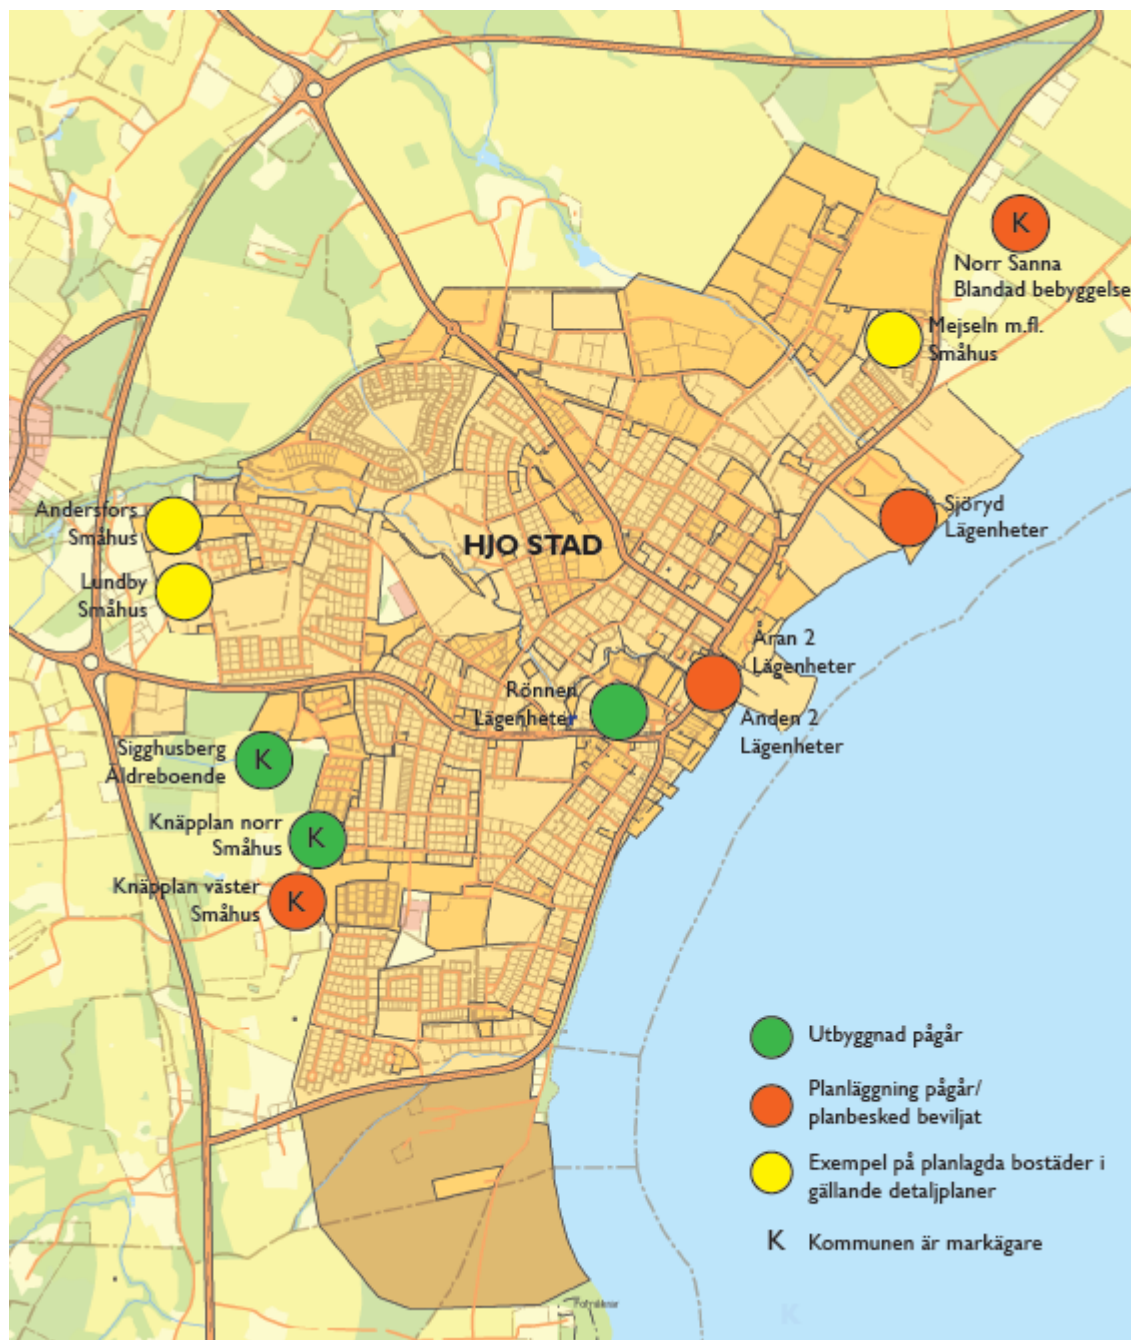 K
Norr Sanna
Blandad bebyggelse
Mejseln m.fl.
Småhus
Andersfors
Småhus
Sjöryd
Lägenheter
HJO STAD
Lundby
Småhus
Åran 2
Lägenheter
Rönnen
Lägenheter
Anden 2
Lägenheter
Sigghusberg
Äldreboende
K
Knäpplan norr
Småhus
K
Knäpplan väster
Småhus
K
Utbyggnad pågår
Planläggning pågår/
planbesked beviljat
Exempel på planlagda bostäder i
gällande detaljplaner
K Kommunen är markägare
K